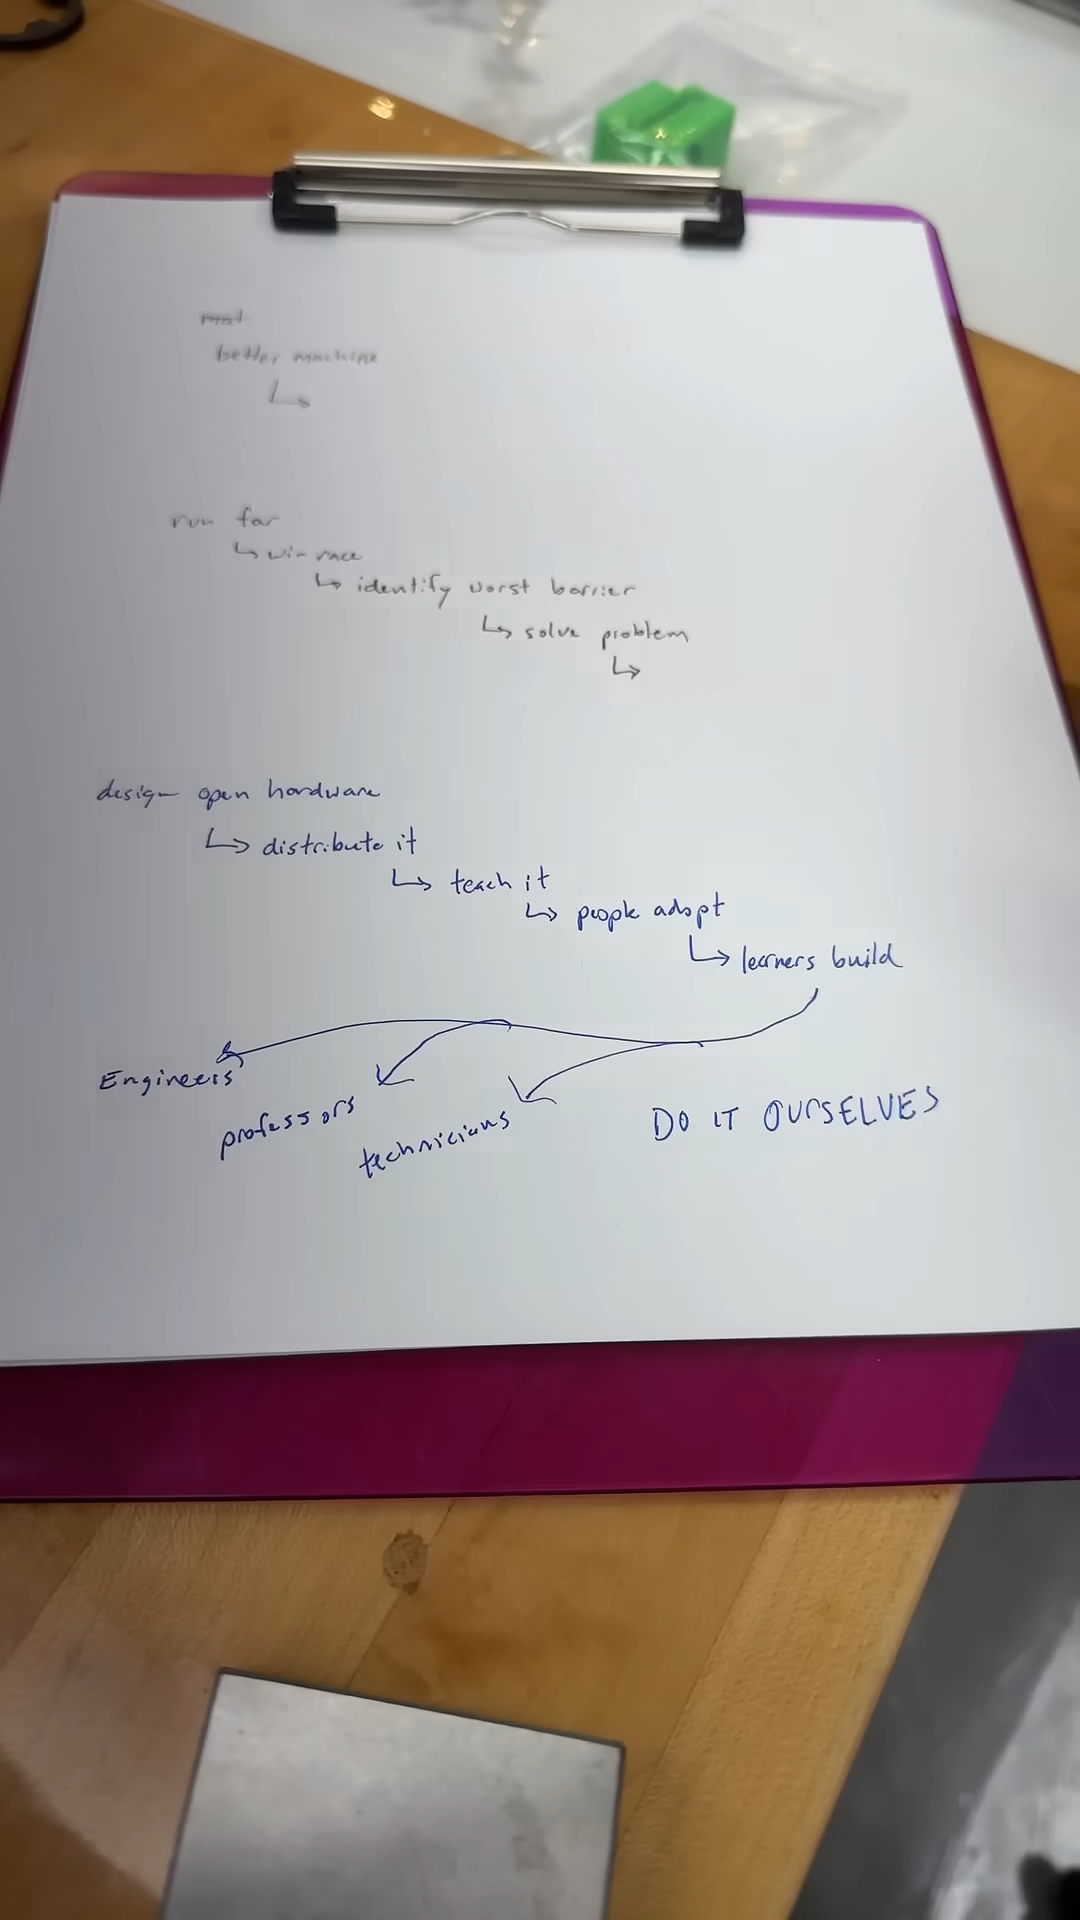 better machine
run far
win race
identify worst barrier
solve problem
design open hardware
distribute it
teach it
people adopt
learners build
Engineers
professors
technicians
DO IT OURSELVES